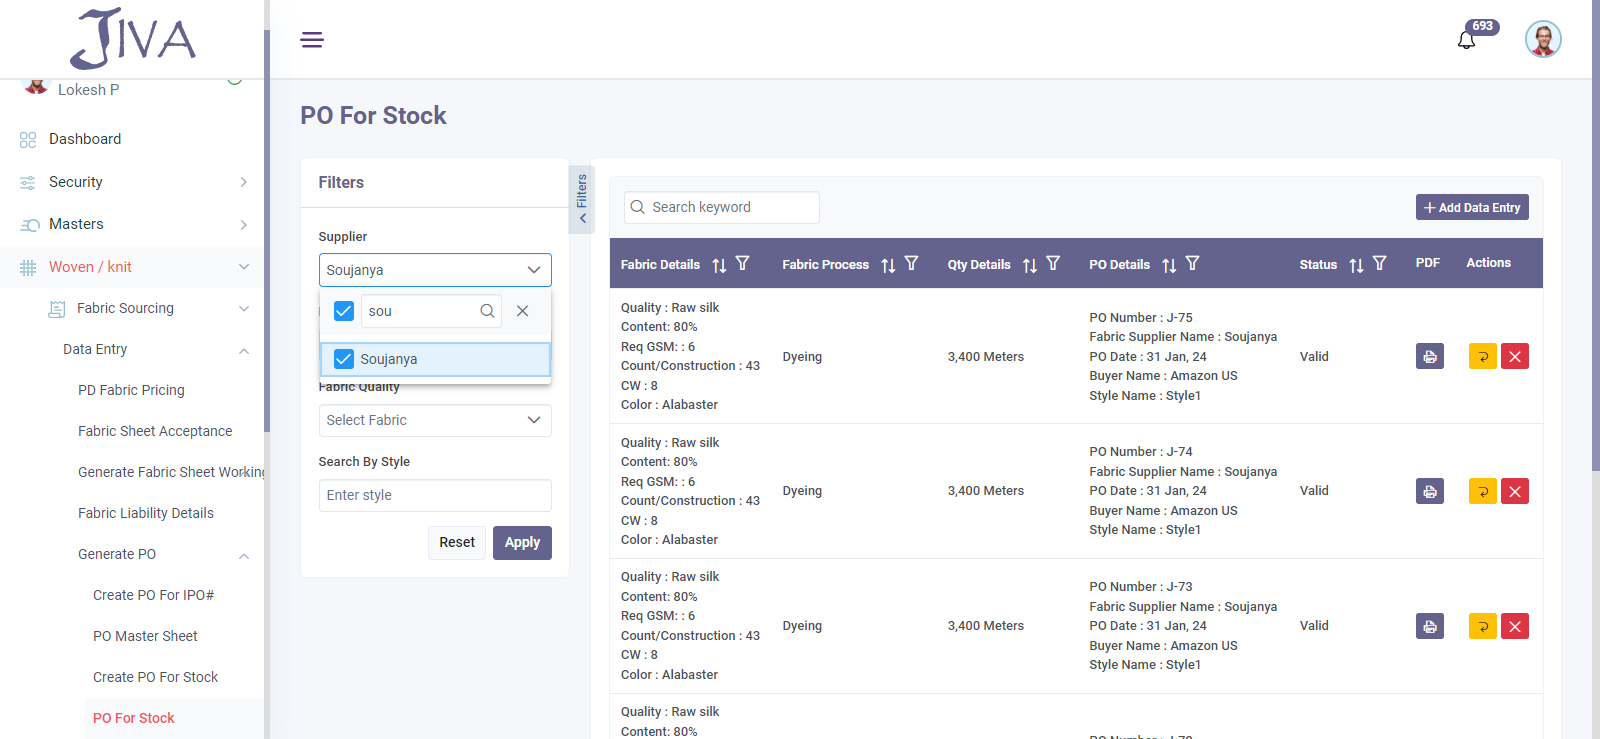 JIVA
693
Lokesh P
Dashboard
Security
Masters
Woven / knit
Fabric Sourcing
Data Entry
PD Fabric Pricing
Fabric Sheet Acceptance
Generate Fabric Sheet Working
Fabric Liability Details
Generate PO
Create PO For IPO#
PO Master Sheet
Create PO For Stock
PO For Stock
PO For Stock
Filters
Filters
Supplier
Soujanya
sou
Soujanya
Fabric Quality
Select Fabric
Search By Style
Enter style
Reset Apply
Search keyword
+ Add Data Entry
Fabric Details Fabric Process Qty Details PO Details Status PDF Actions
Quality : Raw silk
Content: 80%
Req GSM: : 6
Count/Construction : 43
CW : 8
Color : Alabaster
Dyeing
3,400 Meters
PO Number : J-75
Fabric Supplier Name : Soujanya
PO Date : 31 Jan, 24
Buyer Name : Amazon US
Style Name : Style1
Valid
Quality : Raw silk
Content: 80%
Req GSM: : 6
Count/Construction : 43
CW : 8
Color : Alabaster
Dyeing
3,400 Meters
PO Number : J-74
Fabric Supplier Name : Soujanya
PO Date : 31 Jan, 24
Buyer Name : Amazon US
Style Name : Style1
Valid
Quality : Raw silk
Content: 80%
Req GSM: : 6
Count/Construction : 43
CW : 8
Color : Alabaster
Dyeing
3,400 Meters
PO Number : J-73
Fabric Supplier Name : Soujanya
PO Date : 31 Jan, 24
Buyer Name : Amazon US
Style Name : Style1
Valid
Quality : Raw silk
Content: 80%